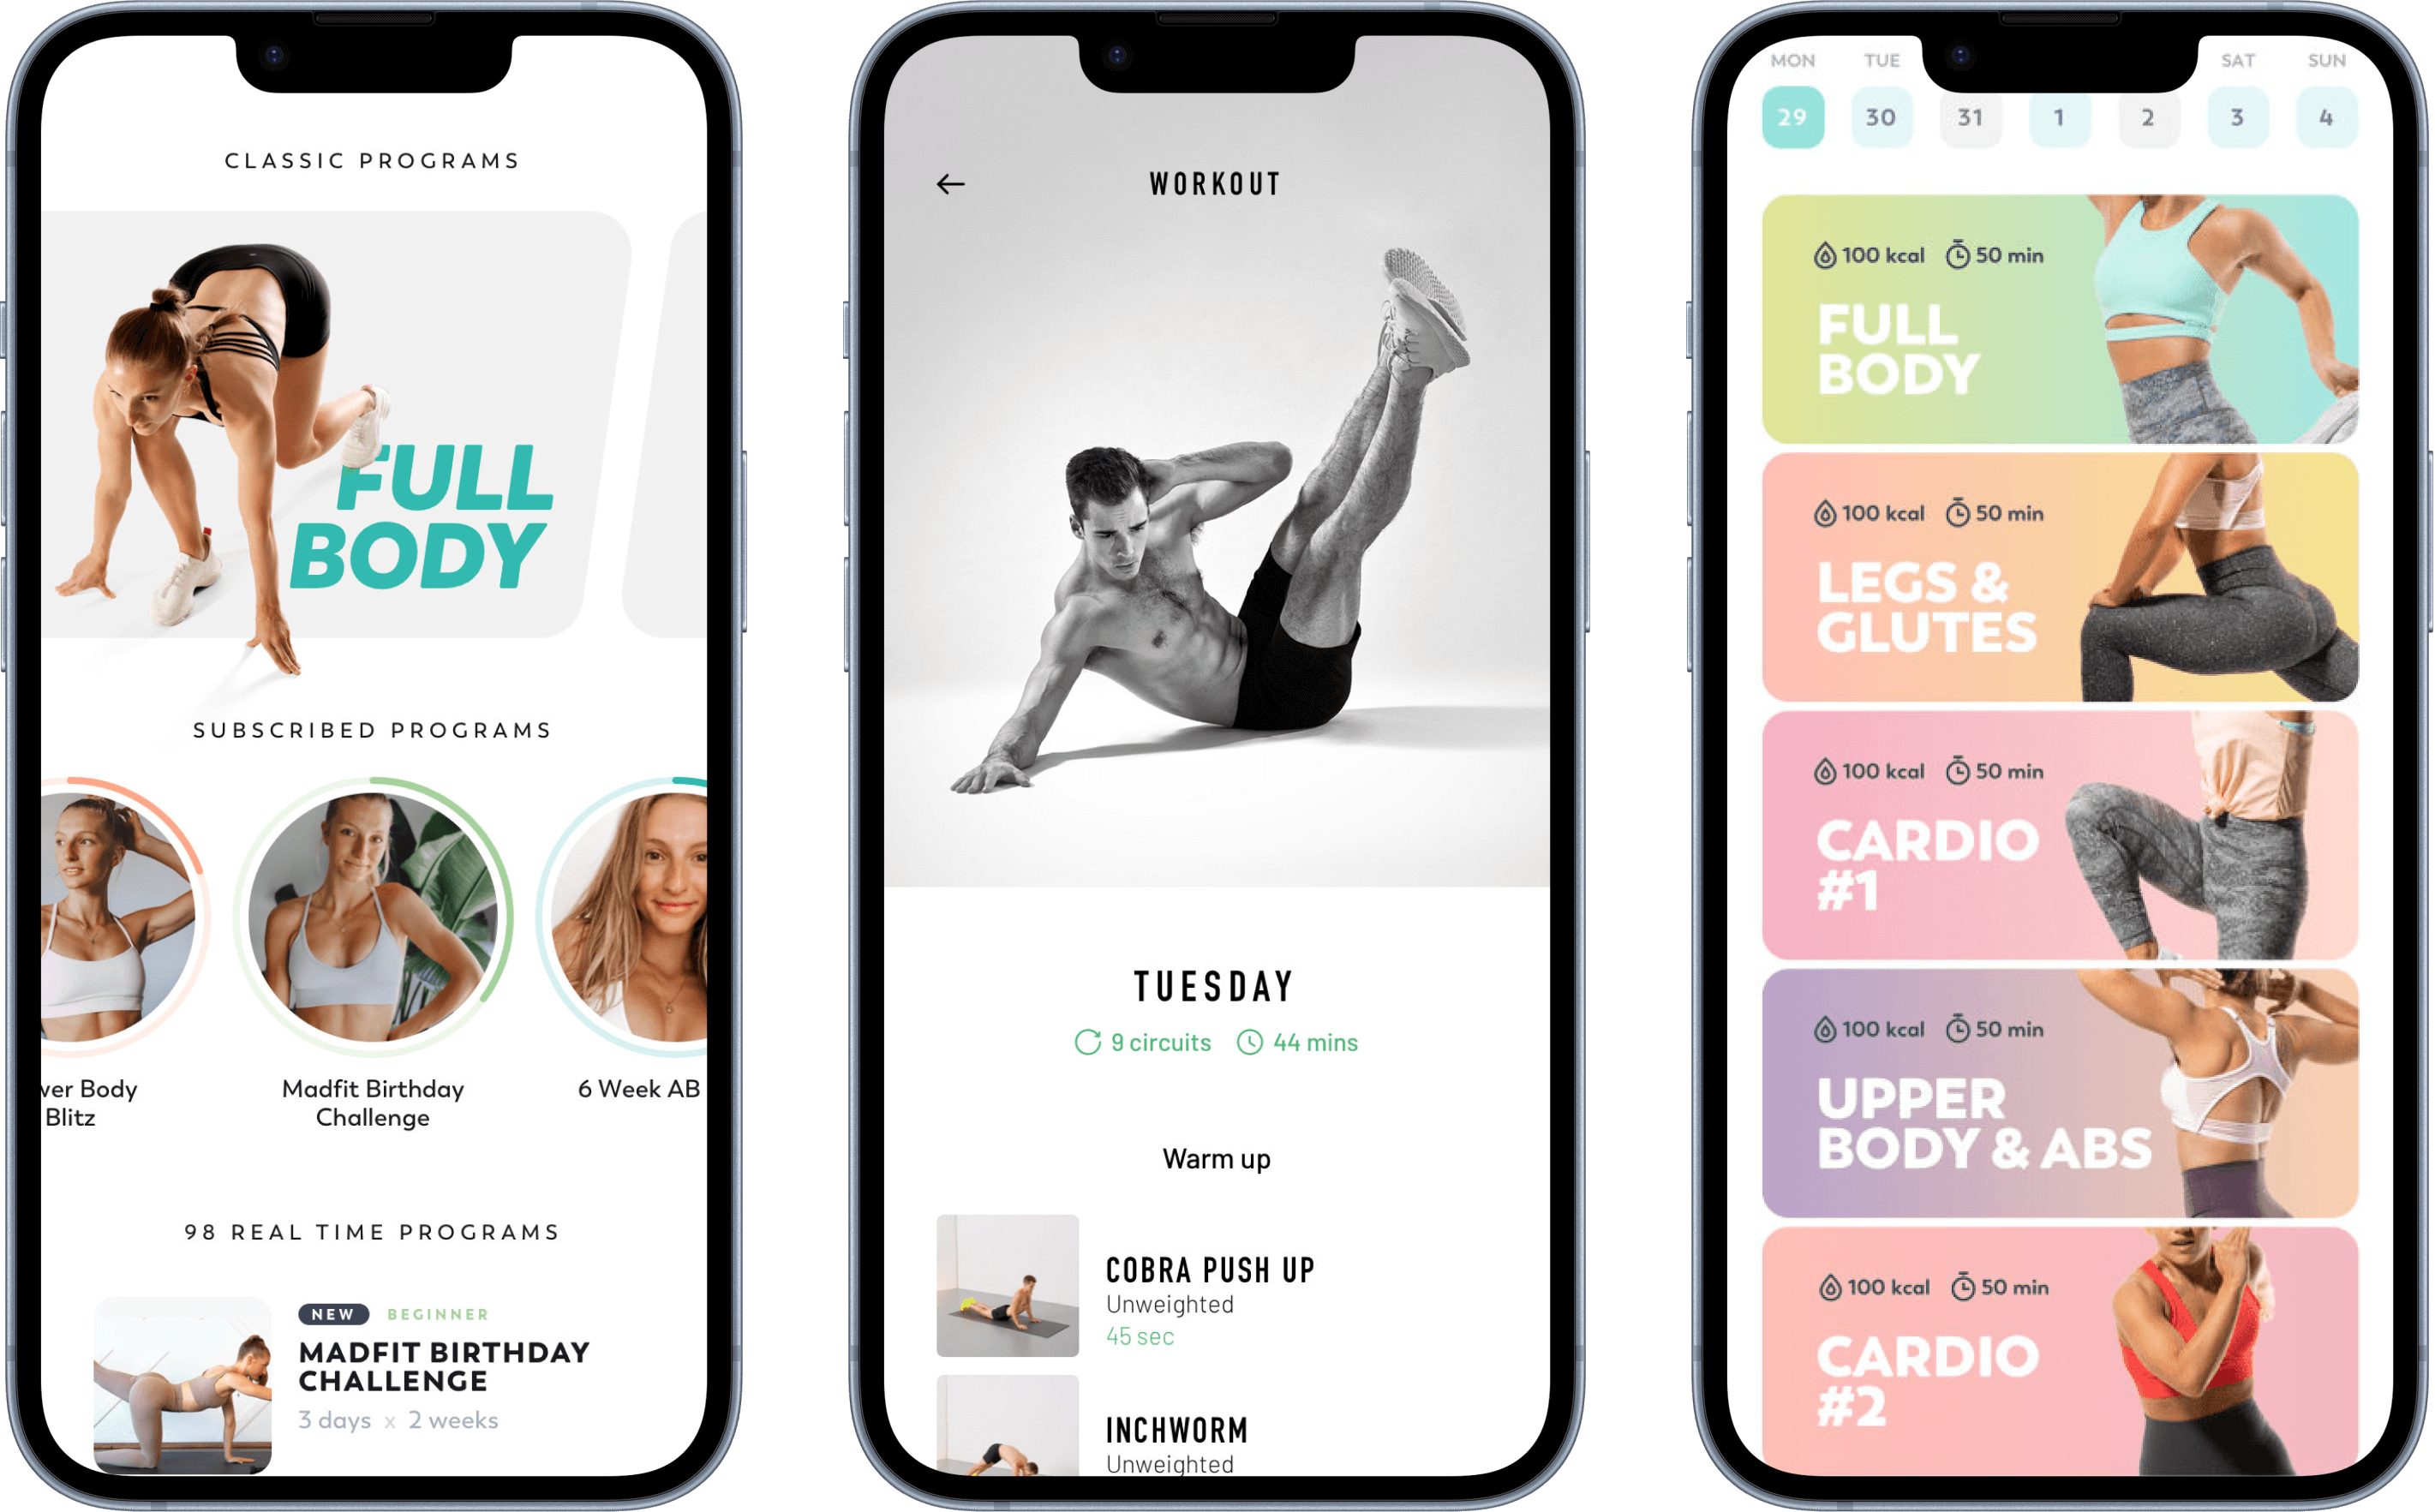 CLASSIC PROGRAMS
FULL
BODY
SUBSCRIBED PROGRAMS
Body
Blitz
Madfit Birthday
Challenge
6 Week AB
98 REAL TIME PROGRAMS
NEW BEGINNER
MADFIT BIRTHDAY
CHALLENGE
3 days x 2 weeks
WORKOUT
TUESDAY
9 circuits 44 mins
Warm up
COBRA PUSH UP
Unweighted
45 sec
INCHWORM
Unweighted
MON TUE SAT SUN
29 30 31 1 2 3 4
100 kcal 50 min
FULL
BODY
100 kcal 50 min
LEGS &
GLUTES
100 kcal 50 min
CARDIO
#1
100 kcal 50 min
UPPER
BODY & ABS
100 kcal 50 min
CARDIO
#2